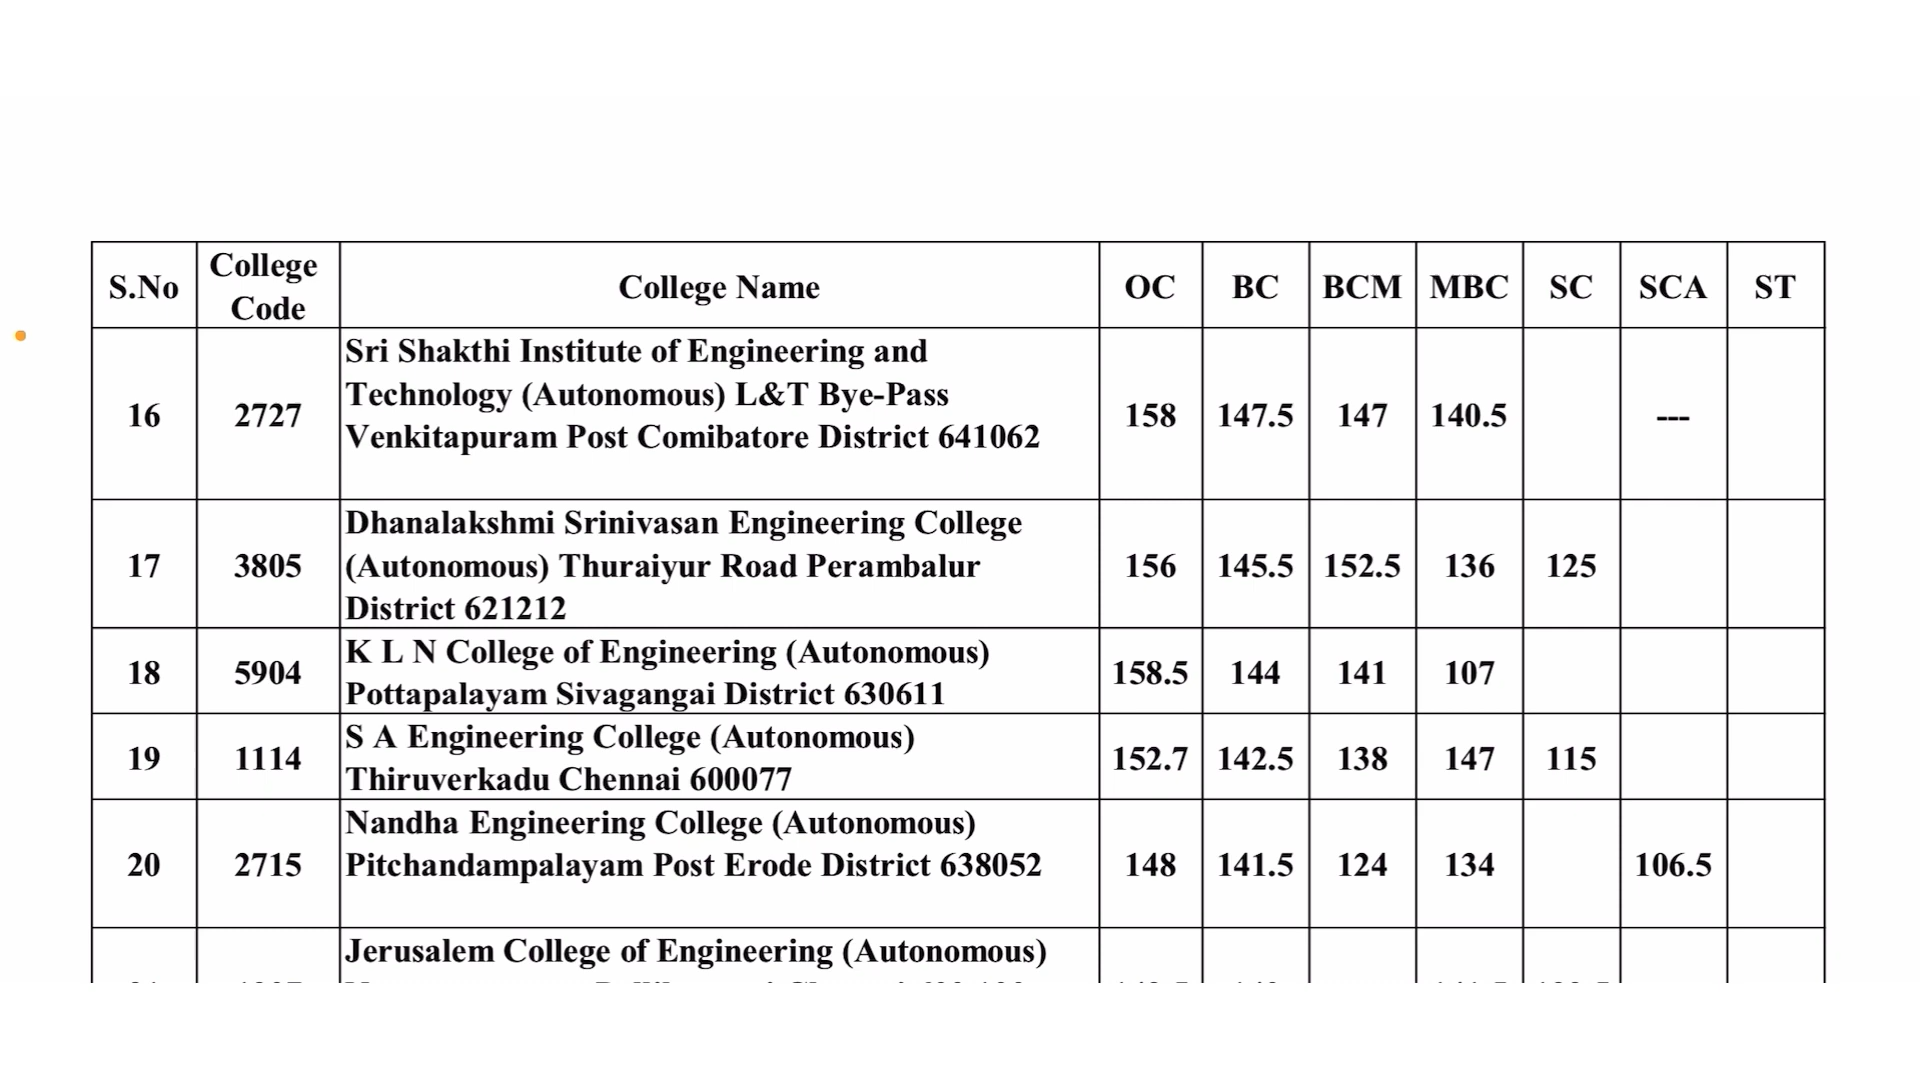 S.No College Code College Name OC BC BCM MBC SC SCA ST
16 2727 Sri Shakthi Institute of Engineering and
Technology (Autonomous) L&T Bye-Pass
Venkitapuram Post Comibatore District 641062 158 147.5 147 140.5 ---
17 3805 Dhanalakshmi Srinivasan Engineering College
(Autonomous) Thuraiyur Road Perambalur
District 621212 156 145.5 152.5 136 125
18 5904 K L N College of Engineering (Autonomous)
Pottapalayam Sivagangai District 630611 158.5 144 141 107
19 1114 S A Engineering College (Autonomous)
Thiruverkadu Chennai 600077 152.7 142.5 138 147 115
20 2715 Nandha Engineering College (Autonomous)
Pitchandampalayam Post Erode District 638052 148 141.5 124 134 106.5
Jerusalem College of Engineering (Autonomous)